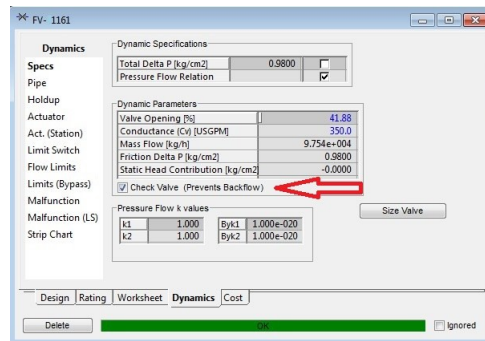 FV- 1161
Dynamics
Specs
Pipe
Holdup
Actuator
Act. (Station)
Limit Switch
Flow Limits
Limits (Bypass)
Malfunction
Malfunction (LS)
Strip Chart
Dynamic Specifications
Total Delta P [kg/cm2] 0.9800
Pressure Flow Relation
Dynamic Parameters
Valve Opening [%] 41.88
Conductance (Cv) [USGPM] 350.0
Mass Flow [kg/h] 9.754e+004
Friction Delta P [kg/cm2] 0.9800
Static Head Contribution [kg/cm2] -0.0000
Check Valve (Prevents Backflow)
Pressure Flow k values
k1 1.000 Byk1 1.000e-020
k2 1.000 Byk2 1.000e-020
Size Valve
Design Rating Worksheet Dynamics Cost
Delete OK Ignored